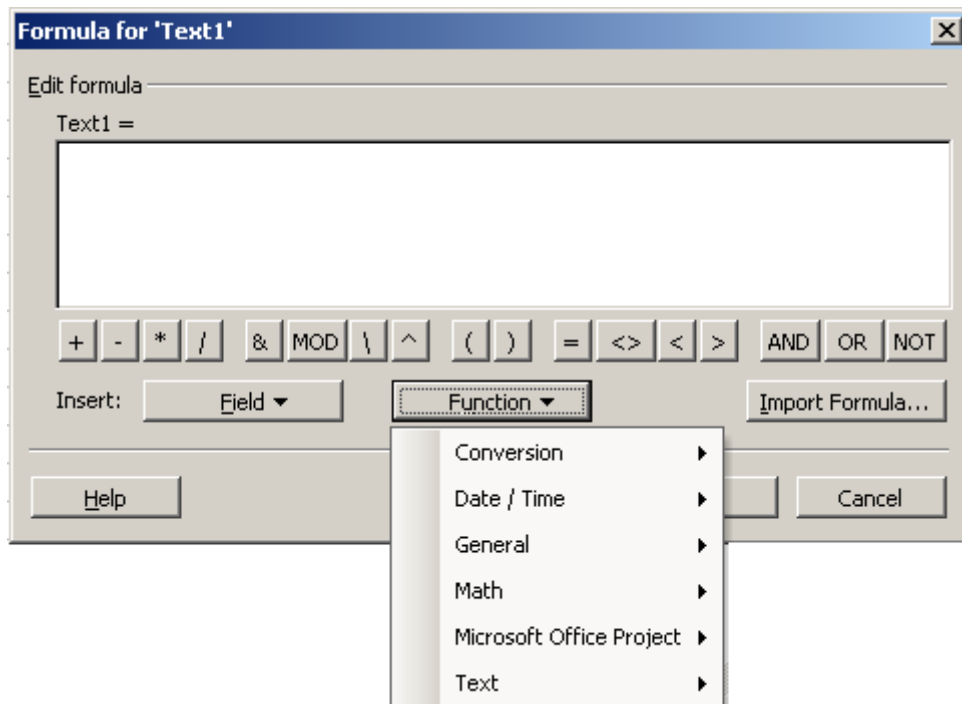 Formula for 'Text1'
Edit formula
Text1 =
+ - * / & MOD \ ^ ( ) = <> < > AND OR NOT
Insert: Field Function Import Formula...
Conversion
Help Date / Time Cancel
General
Math
Microsoft Office Project
Text